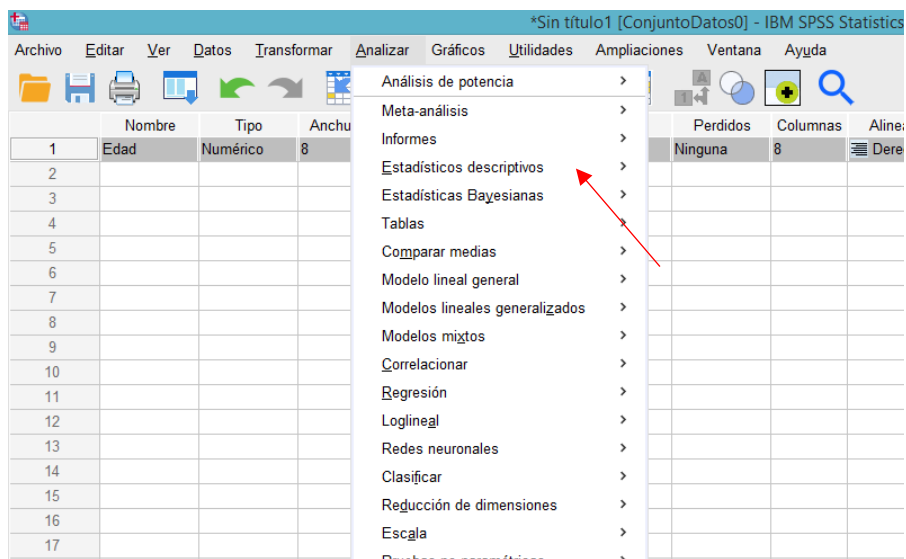 *Sin título1 [ConjuntoDatos0] - IBM SPSS Statistics
Archivo Editar Ver Datos Transformar Analizar Gráficos Utilidades Ampliaciones Ventana Ayuda
Nombre Tipo Anchu Perdidos Columnas Alinea
1 Edad Numérico 8 Ninguna 8 Dere
2
3
4
5
6
7
8
9
10
11
12
13
14
15
16
17
Análisis de potencia
Meta-análisis
Informes
Estadísticos descriptivos
Estadísticas Bayesianas
Tablas
Comparar medias
Modelo lineal general
Modelos lineales generalizados
Modelos mixtos
Correlacionar
Regresión
Loglineal
Redes neuronales
Clasificar
Reducción de dimensiones
Escala